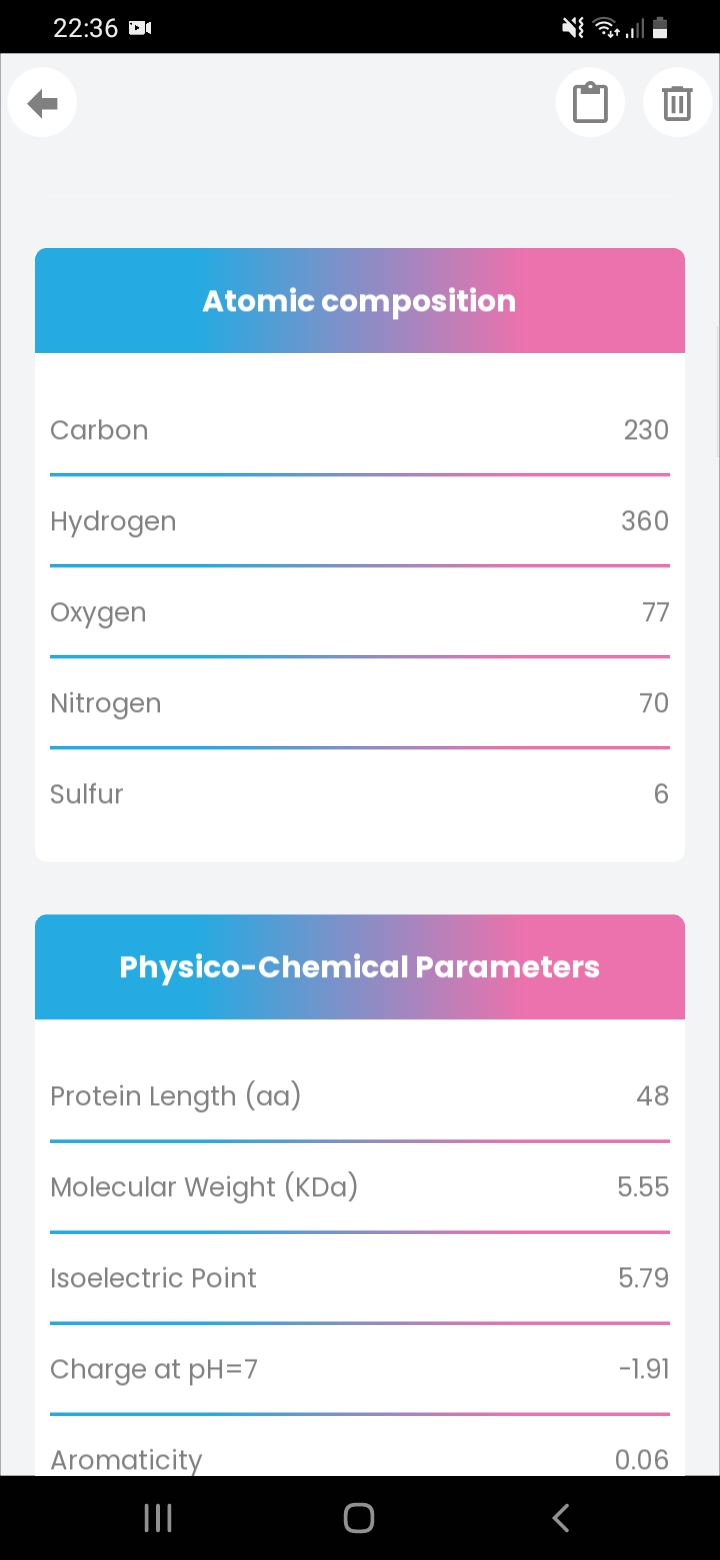 22:36
Atomic composition
Carbon 230
Hydrogen 360
Oxygen 77
Nitrogen 70
Sulfur 6
Physico-Chemical Parameters
Protein Length (aa) 48
Molecular Weight (KDa) 5.55
Isoelectric Point 5.79
Charge at pH=7 -1.91
Aromaticity 0.06